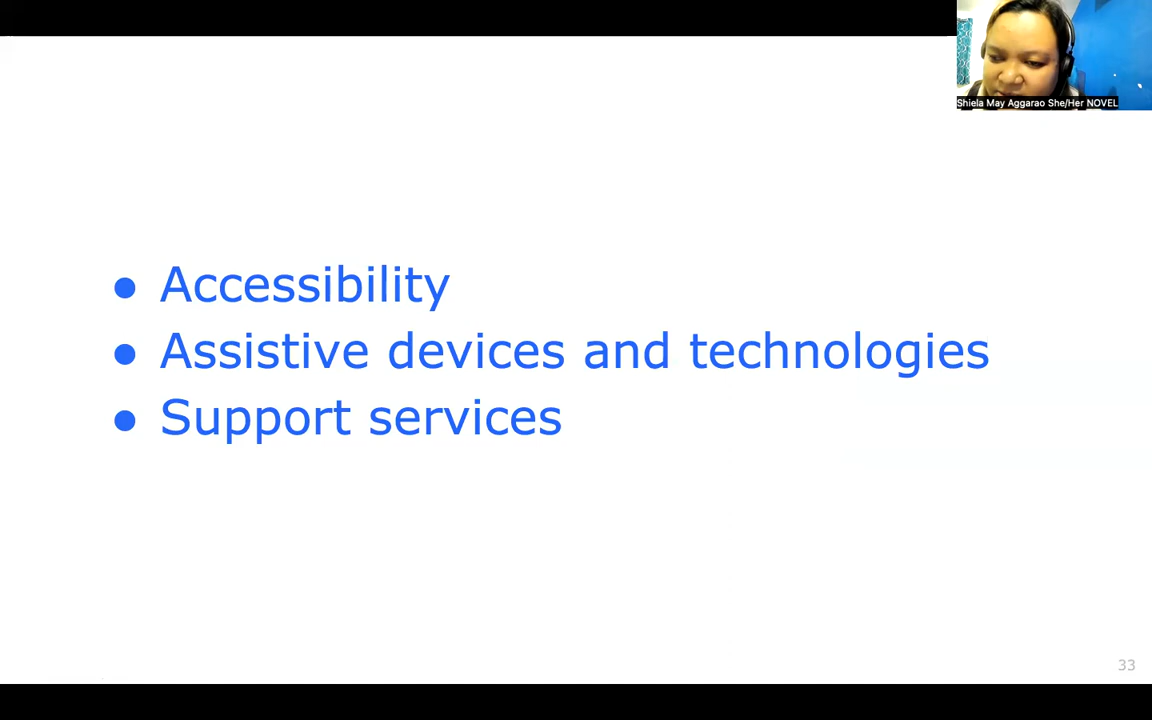 Shiela May Aggarao She/Her NOVEL
● Accessibility
● Assistive devices and technologies
● Support services
33